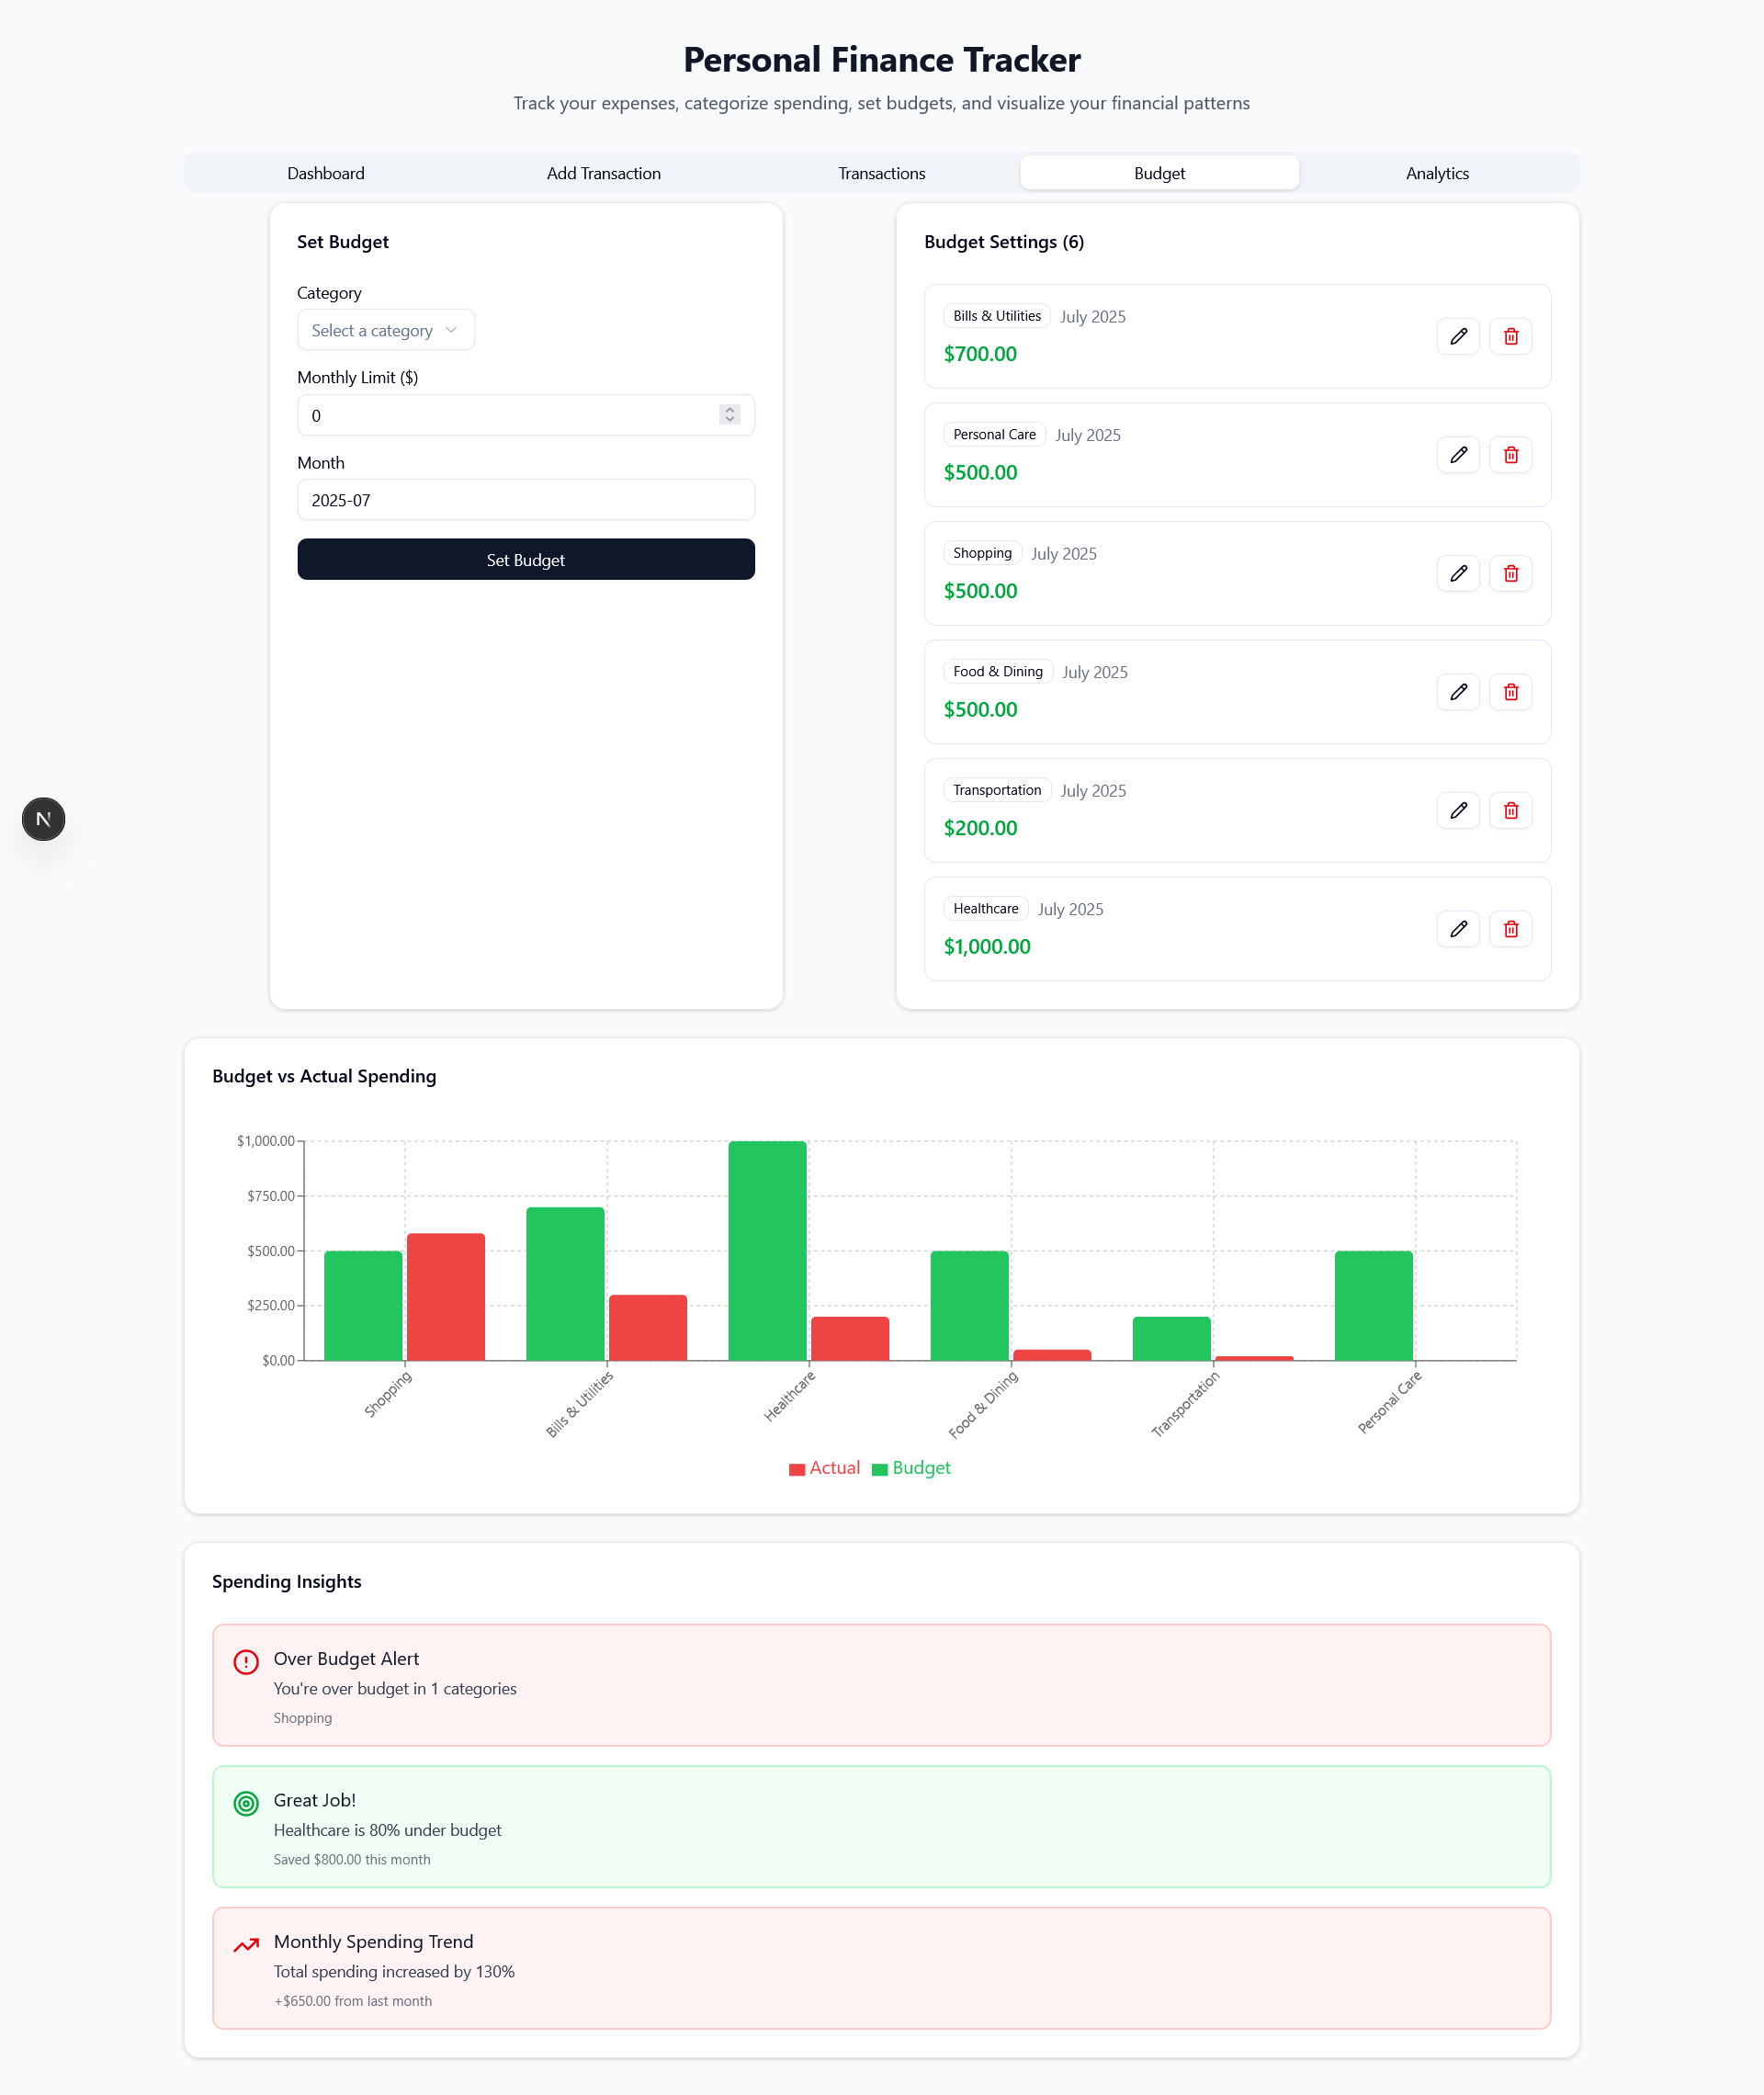 Personal Finance Tracker
Track your expenses, categorize spending, set budgets, and visualize your financial patterns
Dashboard
Add Transaction
Transactions
Budget
Analytics
Set Budget
Category
Select a category
Monthly Limit ($)
0
Month
2025-07
Set Budget
Budget Settings (6)
Bills & Utilities July 2025
$700.00
Personal Care July 2025
$500.00
Shopping July 2025
$500.00
Food & Dining July 2025
$500.00
Transportation July 2025
$200.00
Healthcare July 2025
$1,000.00
N
Budget vs Actual Spending
$1,000.00
$750.00
$500.00
$250.00
$0.00
Shopping
Bills & Utilities
Healthcare
Food & Dining
Transportation
Personal Care
Actual
Budget
Spending Insights
Over Budget Alert
You're over budget in 1 categories
Shopping
Great Job!
Healthcare is 80% under budget
Saved $800.00 this month
Monthly Spending Trend
Total spending increased by 130%
+$650.00 from last month